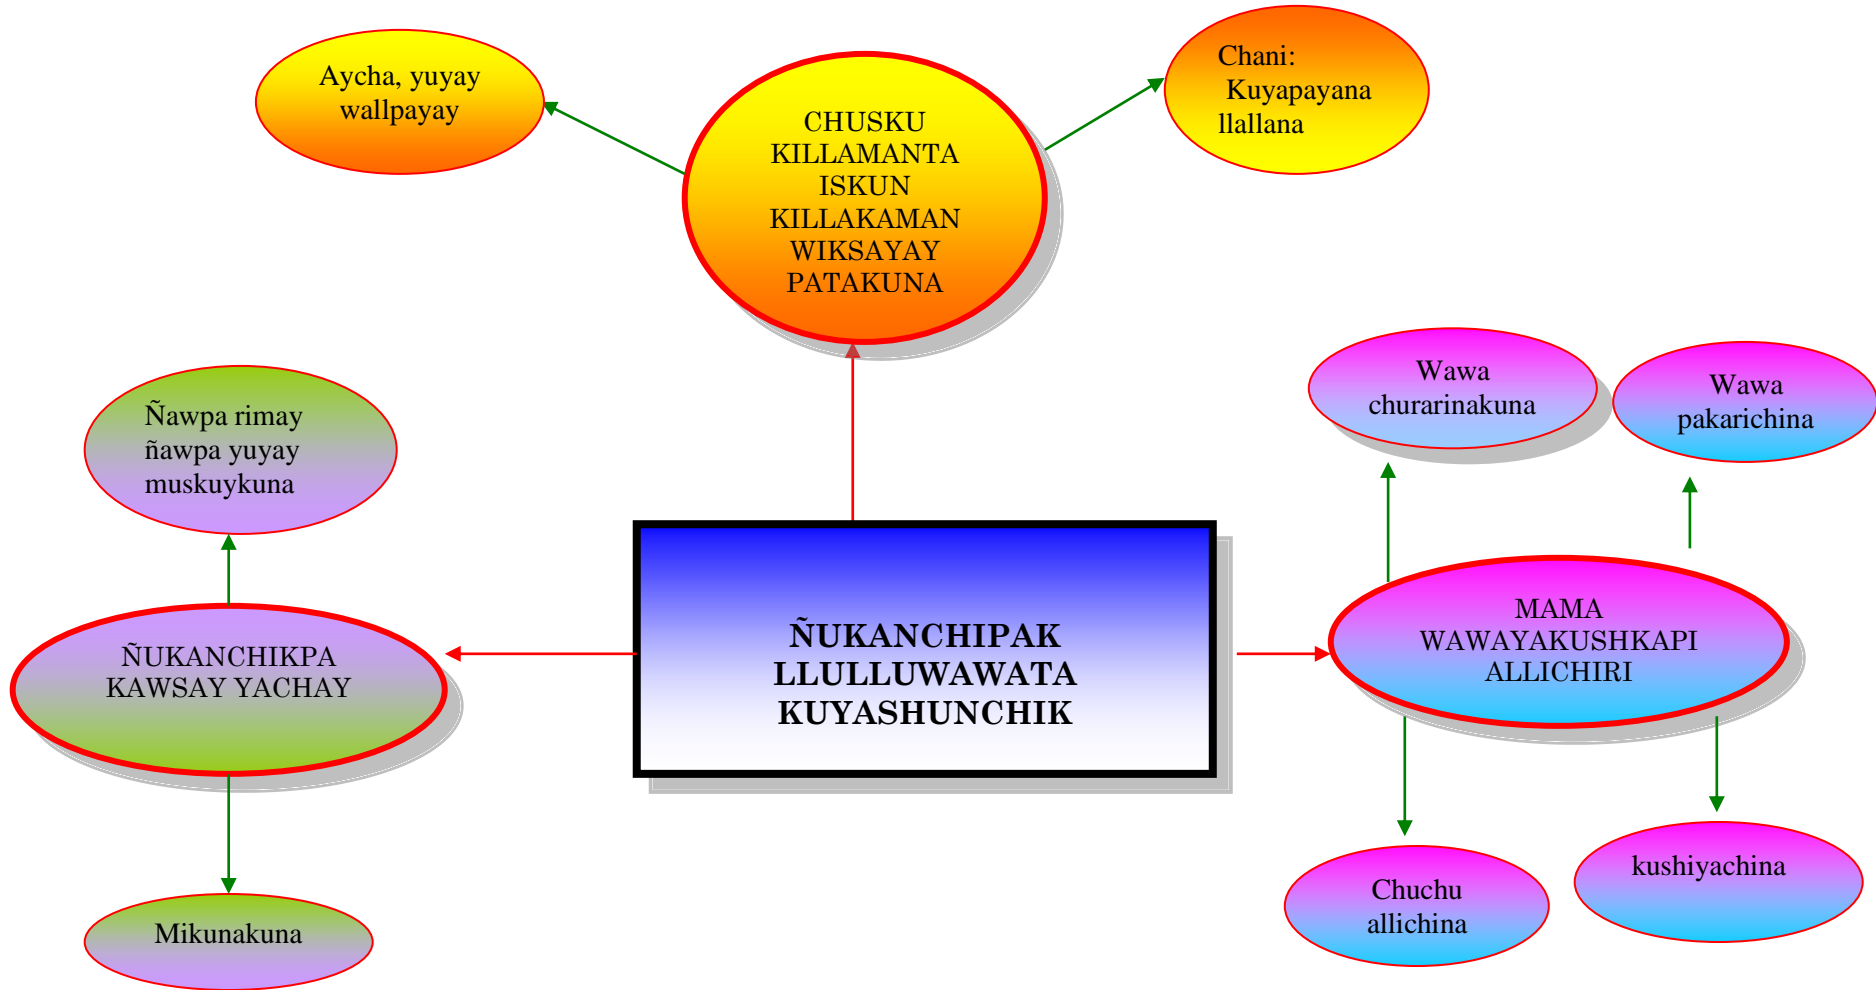 Aycha, yuyay
wallpayay
CHUSKU
KILLAMANTA
ISKUN
KILLAKAMAN
WIKSAYAY
PATAKUNA
Chani:
Kuyapayana
llallana
Ñawpa rimay
ñawpa yuyay
muskuykuna
Wawa
churarinakuna
Wawa
pakarichina
ÑUKANCHIKPA
KAWSAY YACHAY
ÑUKANCHIPAK
LLULLUWAWATA
KUYASHUNCHIK
MAMA
WAWAYAKUSHKAPI
ALLICHIRI
Mikunakuna
Chuchu
allichina
kushiyachina